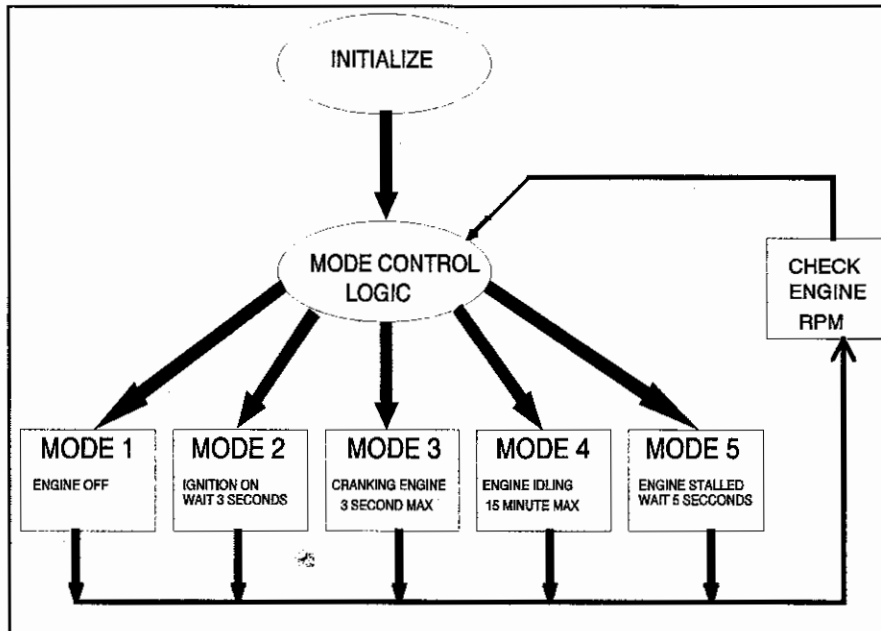 INITIALIZE
MODE CONTROL
LOGIC
CHECK
ENGINE
RPM
MODE 1
ENGINE OFF
MODE 2
IGNITION ON
WAIT 3 SECONDS
MODE 3
CRANKING ENGINE
3 SECOND MAX
MODE 4
ENGINE IDLING
15 MINUTE MAX
MODE 5
ENGINE STALLED
WAIT 5 SECCONDS